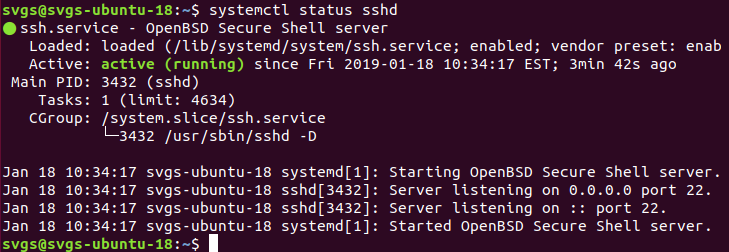 svgs@svgs-ubuntu-18:~$ systemctl status sshd
● ssh.service - OpenBSD Secure Shell server
   Loaded: loaded (/lib/systemd/system/ssh.service; enabled; vendor preset: enab
   Active: active (running) since Fri 2019-01-18 10:34:17 EST; 3min 42s ago
 Main PID: 3432 (sshd)
    Tasks: 1 (limit: 4634)
   CGroup: /system.slice/ssh.service
           └─3432 /usr/sbin/sshd -D
Jan 18 10:34:17 svgs-ubuntu-18 systemd[1]: Starting OpenBSD Secure Shell server.
Jan 18 10:34:17 svgs-ubuntu-18 sshd[3432]: Server listening on 0.0.0.0 port 22.
Jan 18 10:34:17 svgs-ubuntu-18 sshd[3432]: Server listening on :: port 22.
Jan 18 10:34:17 svgs-ubuntu-18 systemd[1]: Started OpenBSD Secure Shell server.
svgs@svgs-ubuntu-18:~$